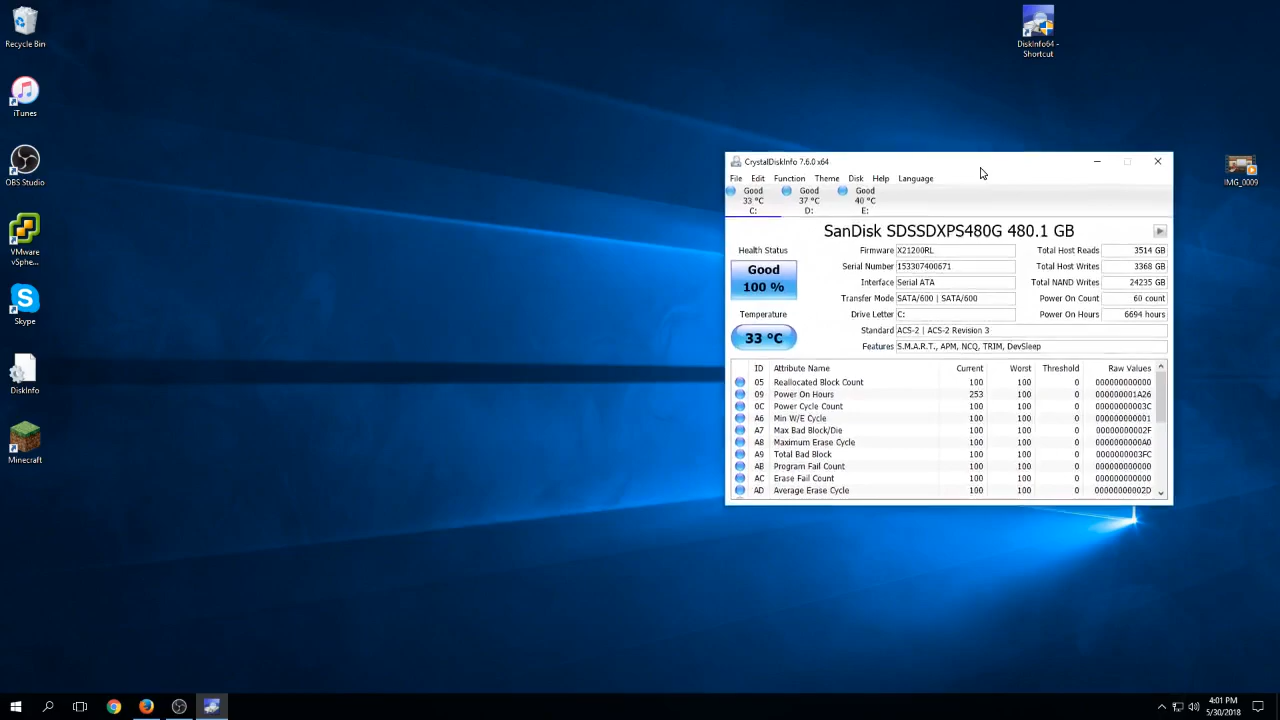 Recycle Bin
iTunes
OBS Studio
VMware
vSphe...
Skype
DiskInfo
Minecraft
DiskInfo64 -
Shortcut
IMG_0009
CrystalDiskInfo 7.6.0 x64
File Edit Function Theme Disk Help Language
Good Good Good
33 °C 37 °C 40 °C
C: D: E:
SanDisk SDSSDXPS480G 480.1 GB
Health Status
Good
100 %
Temperature
33 °C
Firmware X21200RL Total Host Reads 3514 GB
Serial Number 153307400671 Total Host Writes 3368 GB
Interface Serial ATA Total NAND Writes 24235 GB
Transfer Mode SATA/600 | SATA/600 Power On Count 60 count
Drive Letter C: Power On Hours 6694 hours
Standard ACS-2 | ACS-2 Revision 3
Features S.M.A.R.T., APM, NCQ, TRIM, DevSleep
ID Attribute Name Current Worst Threshold Raw Values
05 Reallocated Block Count 100 100 0 000000000000
09 Power On Hours 253 100 0 000000001A26
0C Power Cycle Count 100 100 0 00000000003C
A6 Min W/E Cycle 100 100 0 000000000001
A7 Max Bad Block/Die 100 100 0 00000000002F
A8 Maximum Erase Cycle 100 100 0 0000000000A0
A9 Total Bad Block 100 100 0 0000000003FC
AB Program Fail Count 100 100 0 000000000000
AC Erase Fail Count 100 100 0 000000000000
AD Average Erase Cycle 100 100 0 00000000002D
4:01 PM
5/30/2018